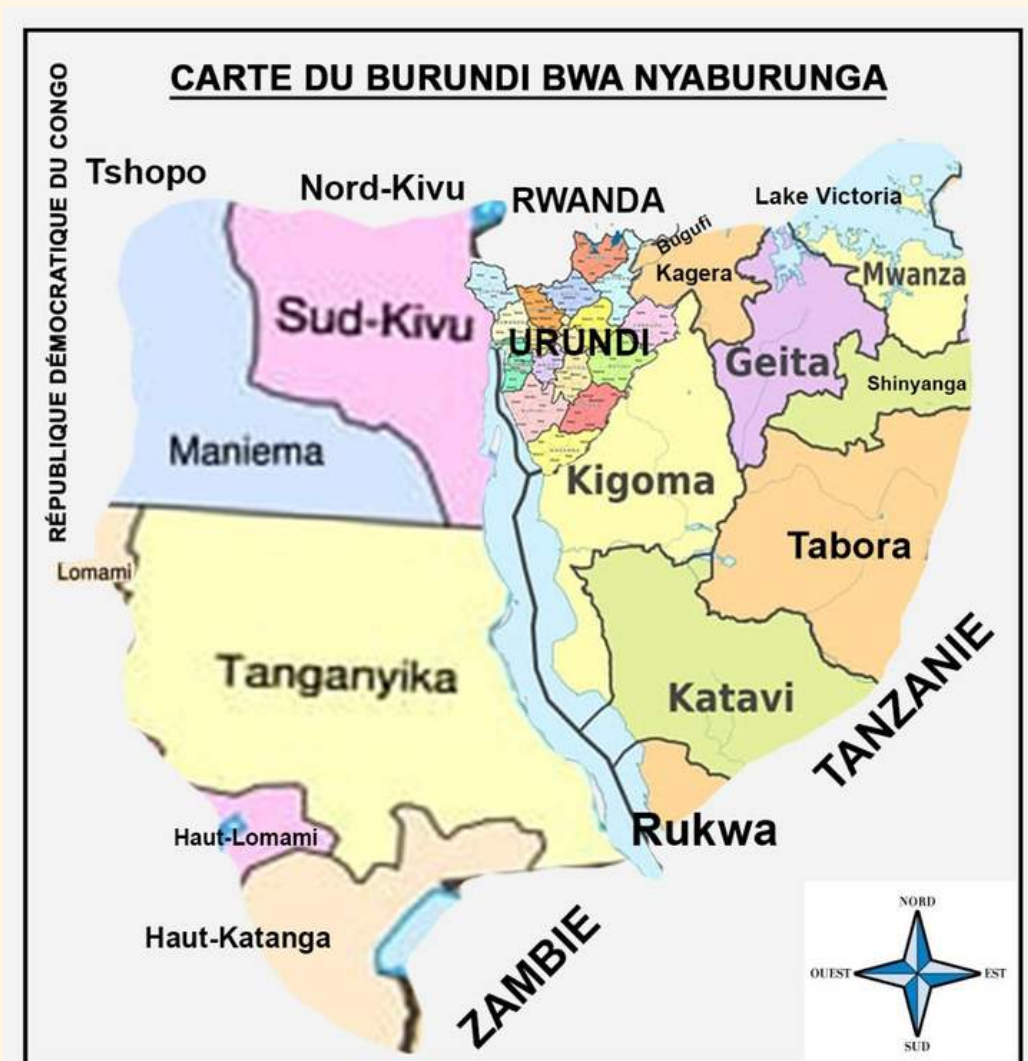 CARTE DU BURUNDI BWA NYABURUNGA
RÉPUBLIQUE DÉMOCRATIQUE DU CONGO
Tshopo
Nord-Kivu
RWANDA
Lake Victoria
Bugufi
Kagera
Mwanza
Sud-Kivu
URUNDI
Geita
Shinyanga
Maniema
Kigoma
Tabora
Lomami
Tanganyika
Katavi
TANZANIE
Rukwa
Haut-Lomami
Haut-Katanga
ZAMBIE
NORD
OUEST
EST
SUD